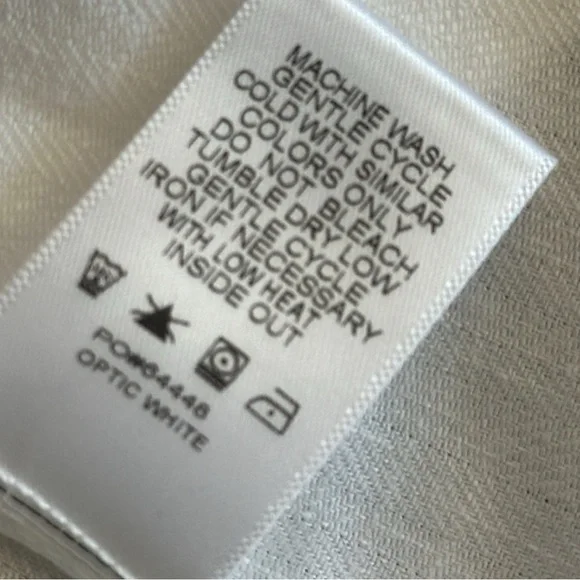 MACHINE WASH
GENTLE CYCLE
COLD WITH SIMILAR
COLORS ONLY
DO NOT BLEACH
TUMBLE DRY LOW
GENTLE CYCLE
IRON IF NECESSARY
WITH LOW HEAT
INSIDE OUT
PO#64446
OPTIC WHITE